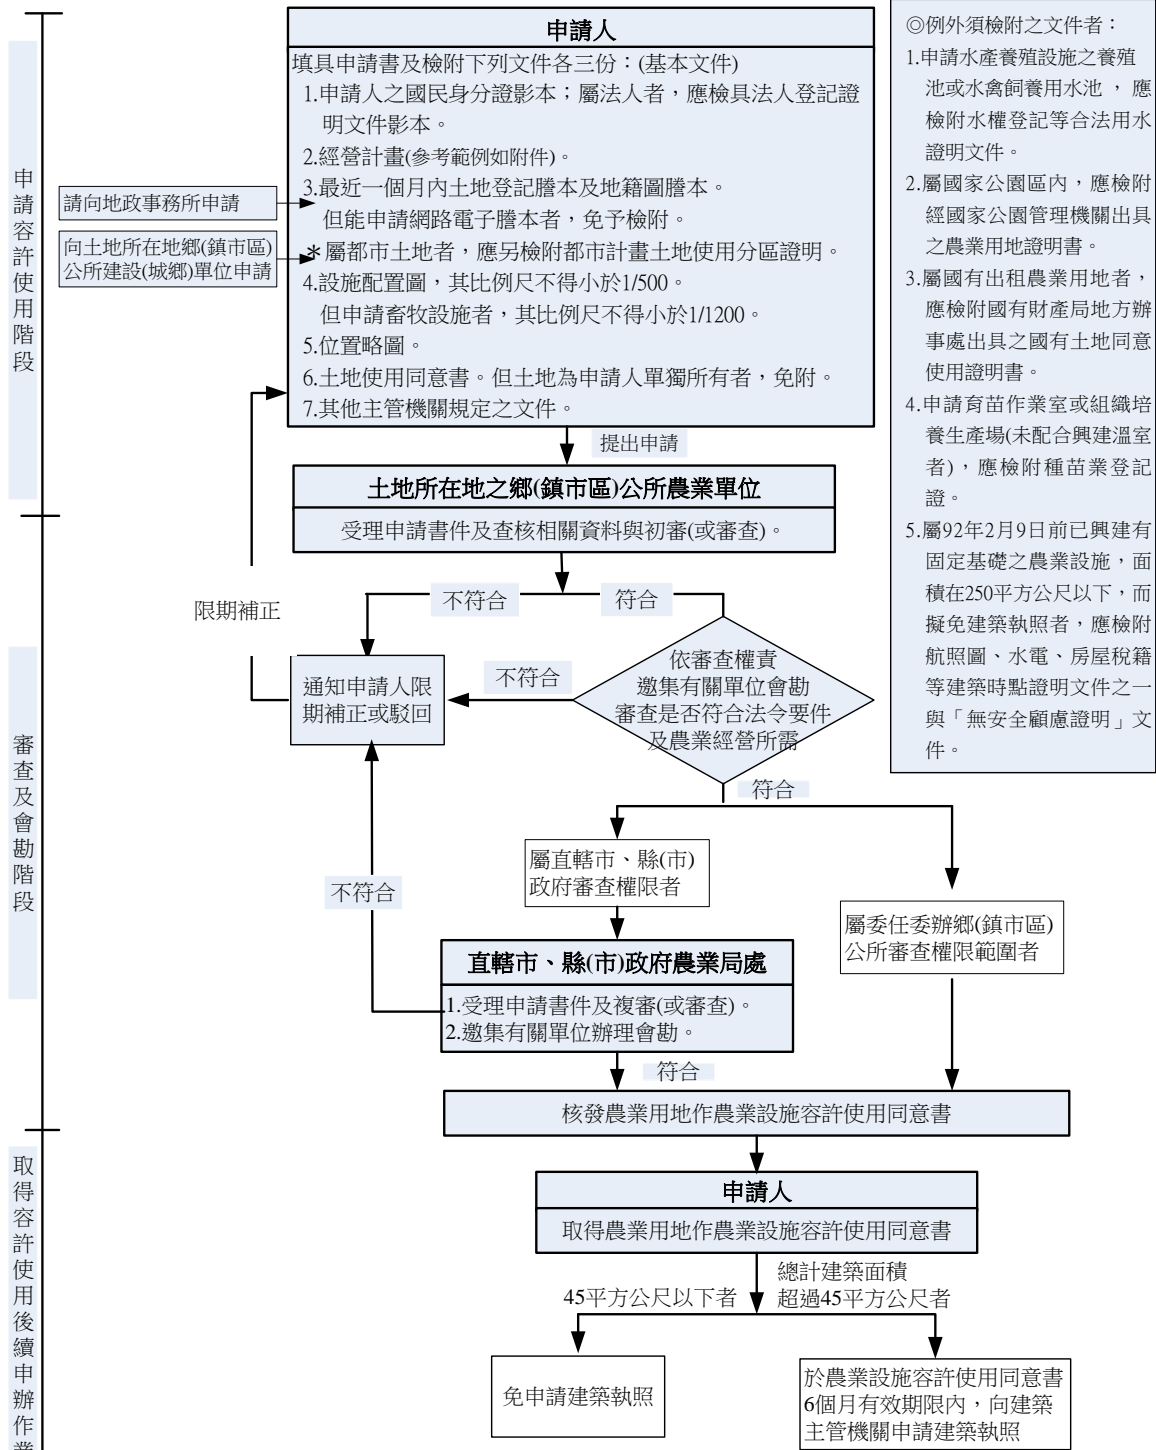 申請容許使用階段
審查及會勘階段
取得容許使用後續申辦作業
申請人
填具申請書及檢附下列文件各三份：(基本文件)
1.申請人之國民身分證影本；屬法人者，應檢具法人登記證
明文件影本。
2.經營計畫(參考範例如附件)。
3.最近一個月內土地登記謄本及地籍圖謄本。
但能申請網路電子謄本者，免予檢附。
＊屬都市土地者，應另檢附都市計畫土地使用分區證明。
4.設施配置圖，其比例尺不得小於1/500。
但申請畜牧設施者，其比例尺不得小於1/1200。
5.位置略圖。
6.土地使用同意書。但土地為申請人單獨所有者，免附。
7.其他主管機關規定之文件。
請向地政事務所申請
向土地所在地鄉(鎮市區)
公所建設(城鄉)單位申請
提出申請
土地所在地之鄉(鎮市區)公所農業單位
受理申請書件及查核相關資料與初審(或審查)。
不符合
符合
限期補正
通知申請人限
期補正或駁回
不符合
依審查權責
邀集有關單位會勘
審查是否符合法令要件
及農業經營所需
符合
屬直轄市、縣(市)
政府審查權限者
不符合
屬委任委辦鄉(鎮市區)
公所審查權限範圍者
直轄市、縣(市)政府農業局處
1.受理申請書件及複審(或審查)。
2.邀集有關單位辦理會勘。
符合
核發農業用地作農業設施容許使用同意書
申請人
取得農業用地作農業設施容許使用同意書
45平方公尺以下者
總計建築面積
超過45平方公尺者
免申請建築執照
於農業設施容許使用同意書
6個月有效期限內，向建築
主管機關申請建築執照
◎例外須檢附之文件者：
1.申請水產養殖設施之養殖
池或水禽飼養用水池，應
檢附水權登記等合法用水
證明文件。
2.屬國家公園區內，應檢附
經國家公園管理機關出具
之農業用地證明書。
3.屬國有出租農業用地者，
應檢附國有財產局地方辦
事處出具之國有土地同意
使用證明書。
4.申請育苗作業室或組織培
養生產場(未配合興建溫室
者)，應檢附種苗業登記
證。
5.屬92年2月9日前已興建有
固定基礎之農業設施，面
積在250平方公尺以下，而
擬免建築執照者，應檢附
航照圖、水電、房屋稅籍
等建築時點證明文件之一
與「無安全顧慮證明」文
件。